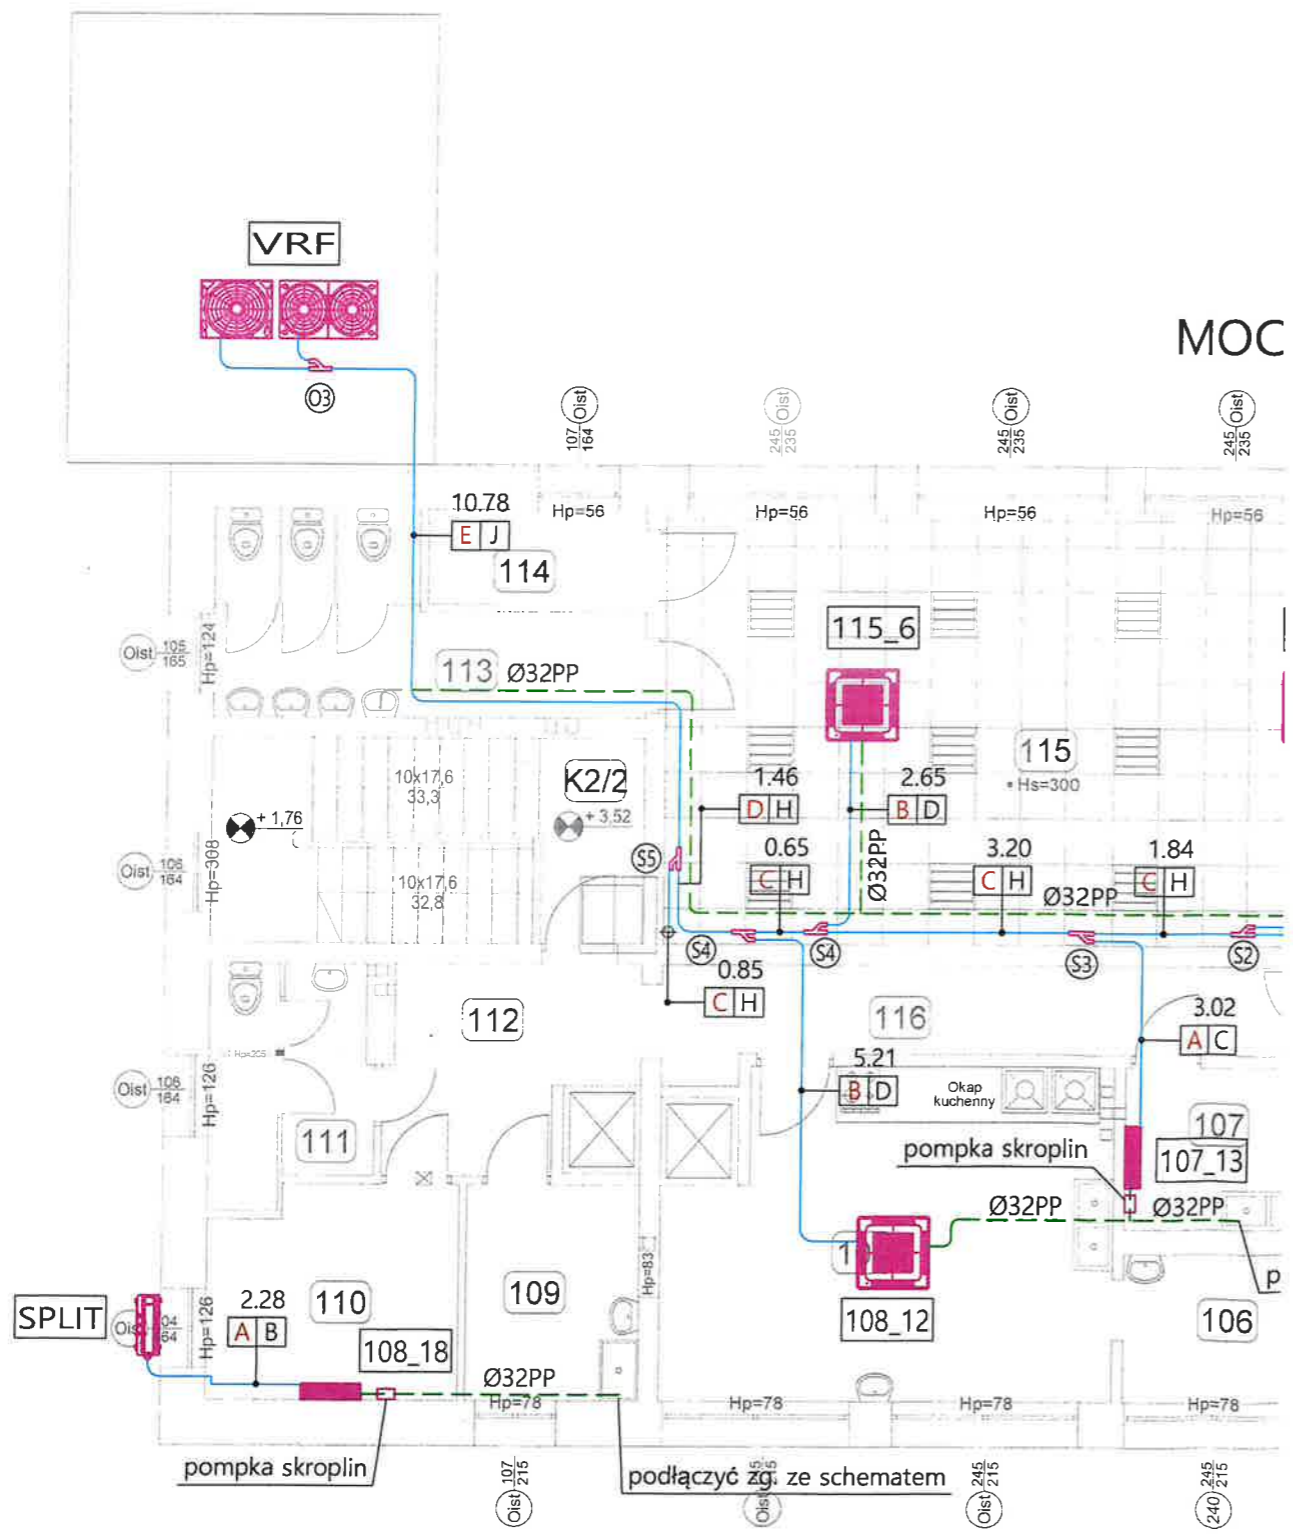 VRF
MOC
O3
107
164
Oist
245
235
Oist
245
235
Oist
245
235
Oist
10.78
E J
114
Hp=56
Hp=56
Hp=56
Hp=56
115_6
Oist
105
165
Hp=124
113
Ø32PP
115
Hs=300
10x17,6
33,3
K2/2
+ 1,76
+ 3,52
1.46
D H
2.65
B D
Ø32PP
S5
0.65
C H
3.20
C H
1.84
C H
Oist
106
164
Hp=308
10x17,6
32,8
Ø32PP
S4
S4
S3
S2
0.85
C H
112
116
3.02
A C
Hp=205
Oist
106
164
Hp=126
5.21
B D
Okap
kuchenny
111
107
pompka skroplin
107_13
Ø32PP
Ø32PP
1
Hp=83
110
109
p
SPLIT
Hp=126
2.28
A B
108_12
106
108_18
Ø32PP
Hp=78
Hp=78
Hp=78
Hp=78
pompka skroplin
podłączyć zg. ze schematem
107
215
Oist
Oist
245
215
Oist
245
215
240